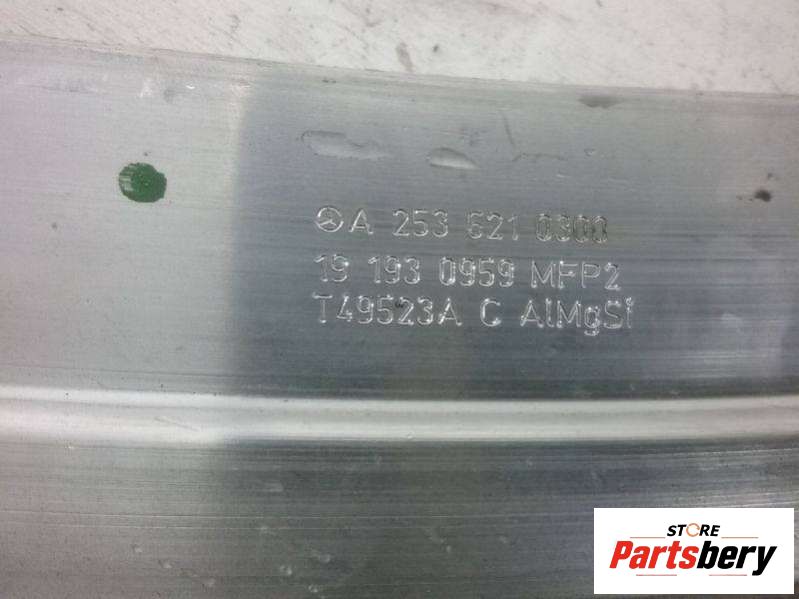 A 253 621 0300
19 193 0959 MFP2
T49523A C AlMgSi
STORE
Partsbery